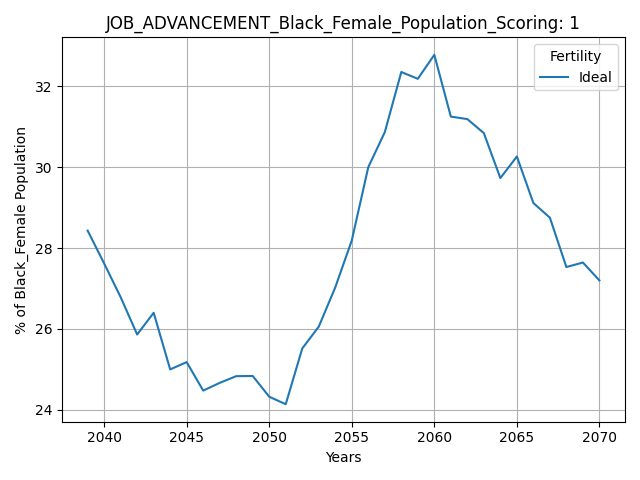 JOB_ADVANCEMENT_Black_Female_Population_Scoring: 1
Fertility
Ideal
% of Black_Female Population
32
30
28
26
24
2040 2045 2050 2055 2060 2065 2070
Years